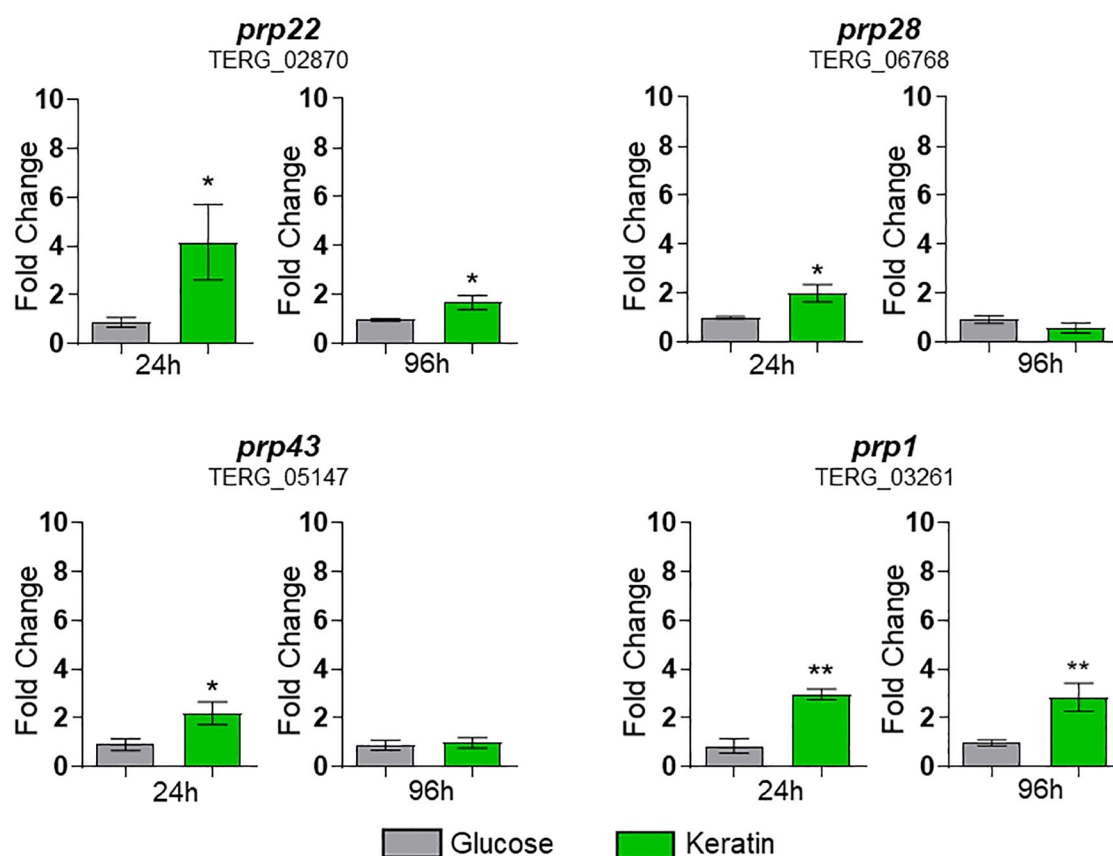 prp22
TERG_02870
10
8
6
4
2
0
Fold Change
*
24h
10
8
6
4
2
0
Fold Change
*
96h
prp28
TERG_06768
10
8
6
4
2
0
Fold Change
*
24h
10
8
6
4
2
0
Fold Change
96h
prp43
TERG_05147
10
8
6
4
2
0
Fold Change
*
24h
10
8
6
4
2
0
Fold Change
96h
prp1
TERG_03261
10
8
6
4
2
0
Fold Change
**
24h
10
8
6
4
2
0
Fold Change
**
96h
Glucose
Keratin